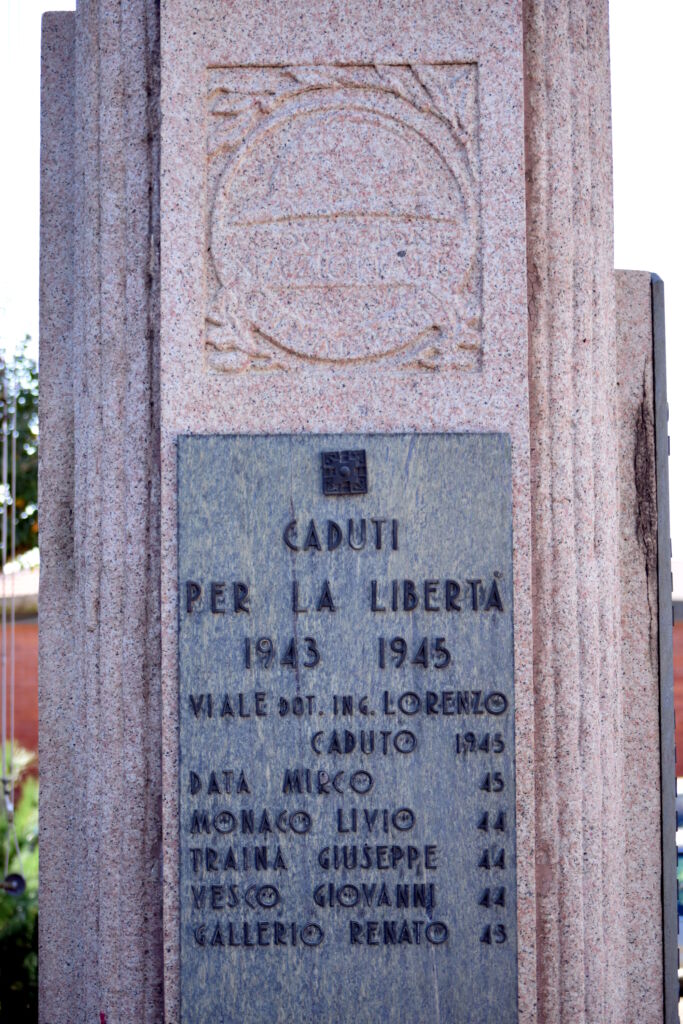 CADUTI
PER LA LIBERTÀ
1943 1945
VIALE DOT. ING. LORENZO
CADUTO 1945
DATA MIRCO 45
MONACO LIVIO 44
TRAINA GIUSEPPE 44
VESCO GIOVANNI 44
GALLERIO RENATO 45